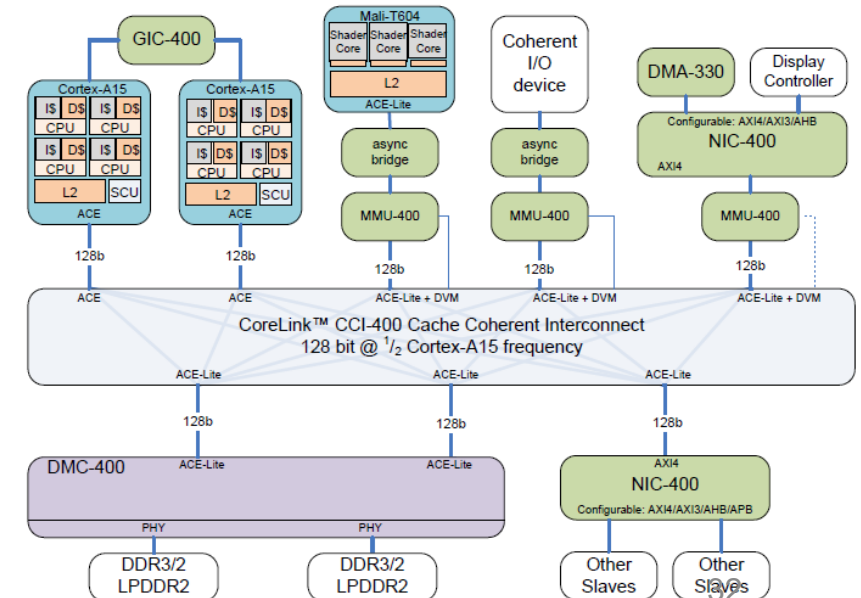 GIC-400
Cortex-A15
I$ D$ I$ D$
CPU CPU
I$ D$ I$ D$
CPU CPU
L2 SCU
ACE
Cortex-A15
I$ D$ I$ D$
CPU CPU
I$ D$ I$ D$
CPU CPU
L2 SCU
ACE
Mali-T604
Shader Shader Shader
Core Core Core
L2
ACE-Lite
Coherent
I/O
device
DMA-330
Display
Controller
Configurable: AXI4/AXI3/AHB
NIC-400
AXI4
async
bridge
async
bridge
MMU-400
MMU-400
MMU-400
128b
128b
128b
128b
128b
ACE
ACE
ACE-Lite + DVM
ACE-Lite + DVM
ACE-Lite + DVM
CoreLink™ CCI-400 Cache Coherent Interconnect
128 bit @ 1/2 Cortex-A15 frequency
ACE-Lite
ACE-Lite
ACE-Lite
128b
128b
128b
DMC-400
ACE-Lite
ACE-Lite
PHY
PHY
AXI4
NIC-400
Configurable: AXI4/AXI3/AHB/APB
DDR3/2
LPDDR2
DDR3/2
LPDDR2
Other
Slaves
Other
Slaves
32